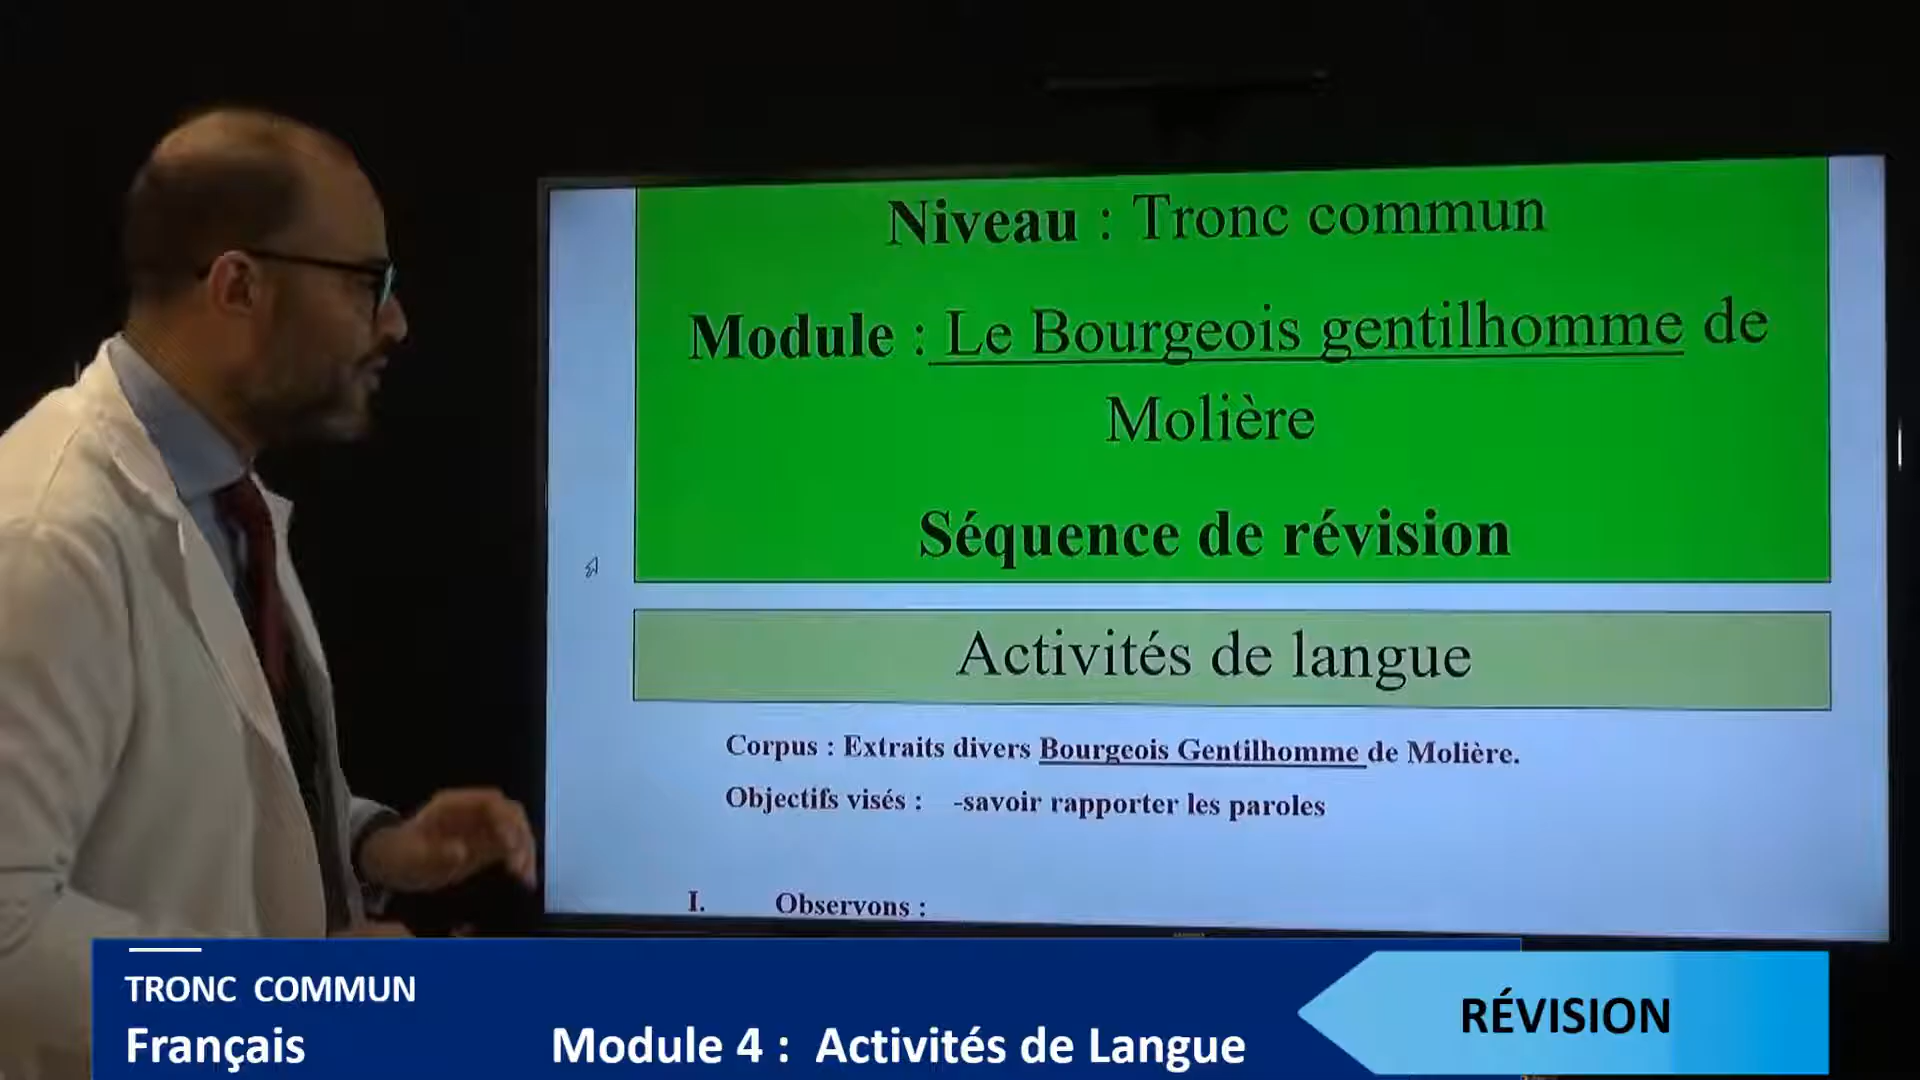 Niveau : Tronc commun
Module : Le Bourgeois gentilhomme de
Molière
Séquence de révision
Activités de langue
Corpus : Extraits divers Bourgeois Gentilhomme de Molière.
Objectifs visés : -savoir rapporter les paroles
I. Observons :
TRONC COMMUN
Français
Module 4 : Activités de Langue
RÉVISION